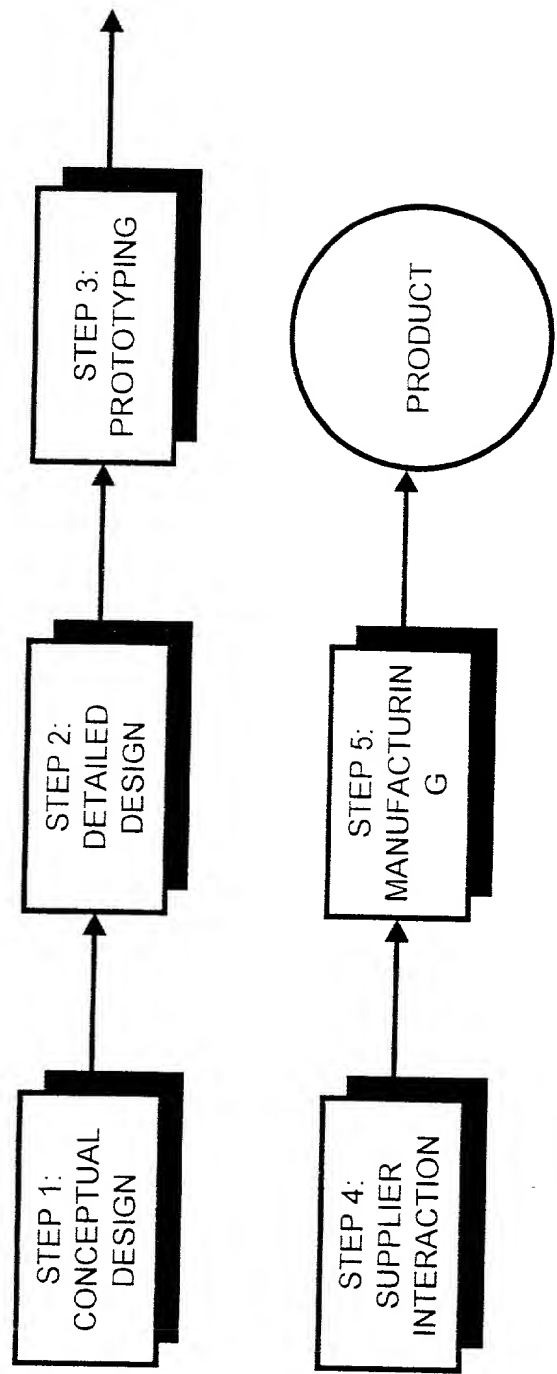 STEP 1:
CONCEPTUAL
DESIGN
STEP 2:
DETAILED
DESIGN
STEP 3:
PROTOTYPING
STEP 4:
SUPPLIER
INTERACTION
STEP 5:
MANUFACTURIN
G
PRODUCT